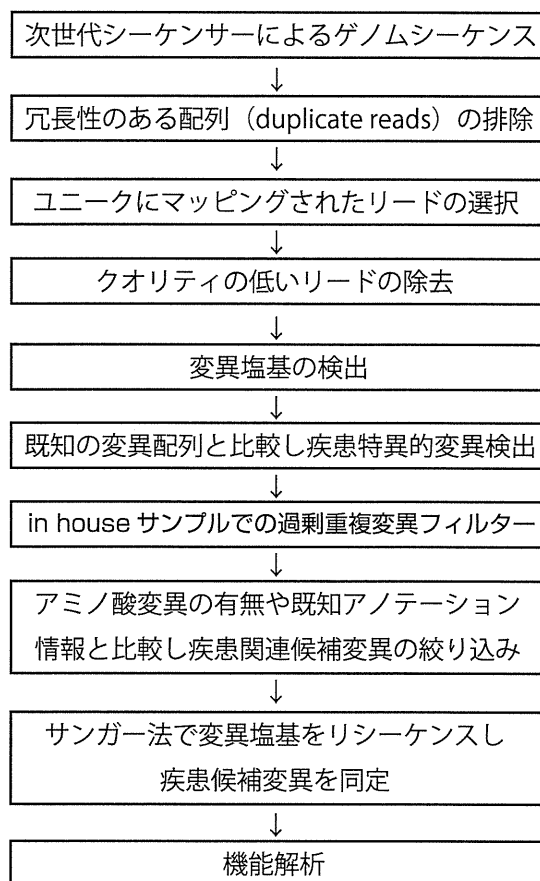 次世代シーケンサーによるゲノムシーケンス
↓
冗長性のある配列（duplicate reads）の排除
↓
ユニークにマッピングされたリードの選択
↓
クオリティの低いリードの除去
↓
変異塩基の検出
↓
既知の変異配列と比較し疾患特異的変異検出
↓
in house サンプルでの過剰重複変異フィルター
↓
アミノ酸変異の有無や既知アノテーション
情報と比較し疾患関連候補変異の絞り込み
↓
サンガー法で変異塩基をリシーケンスし
疾患候補変異を同定
↓
機能解析